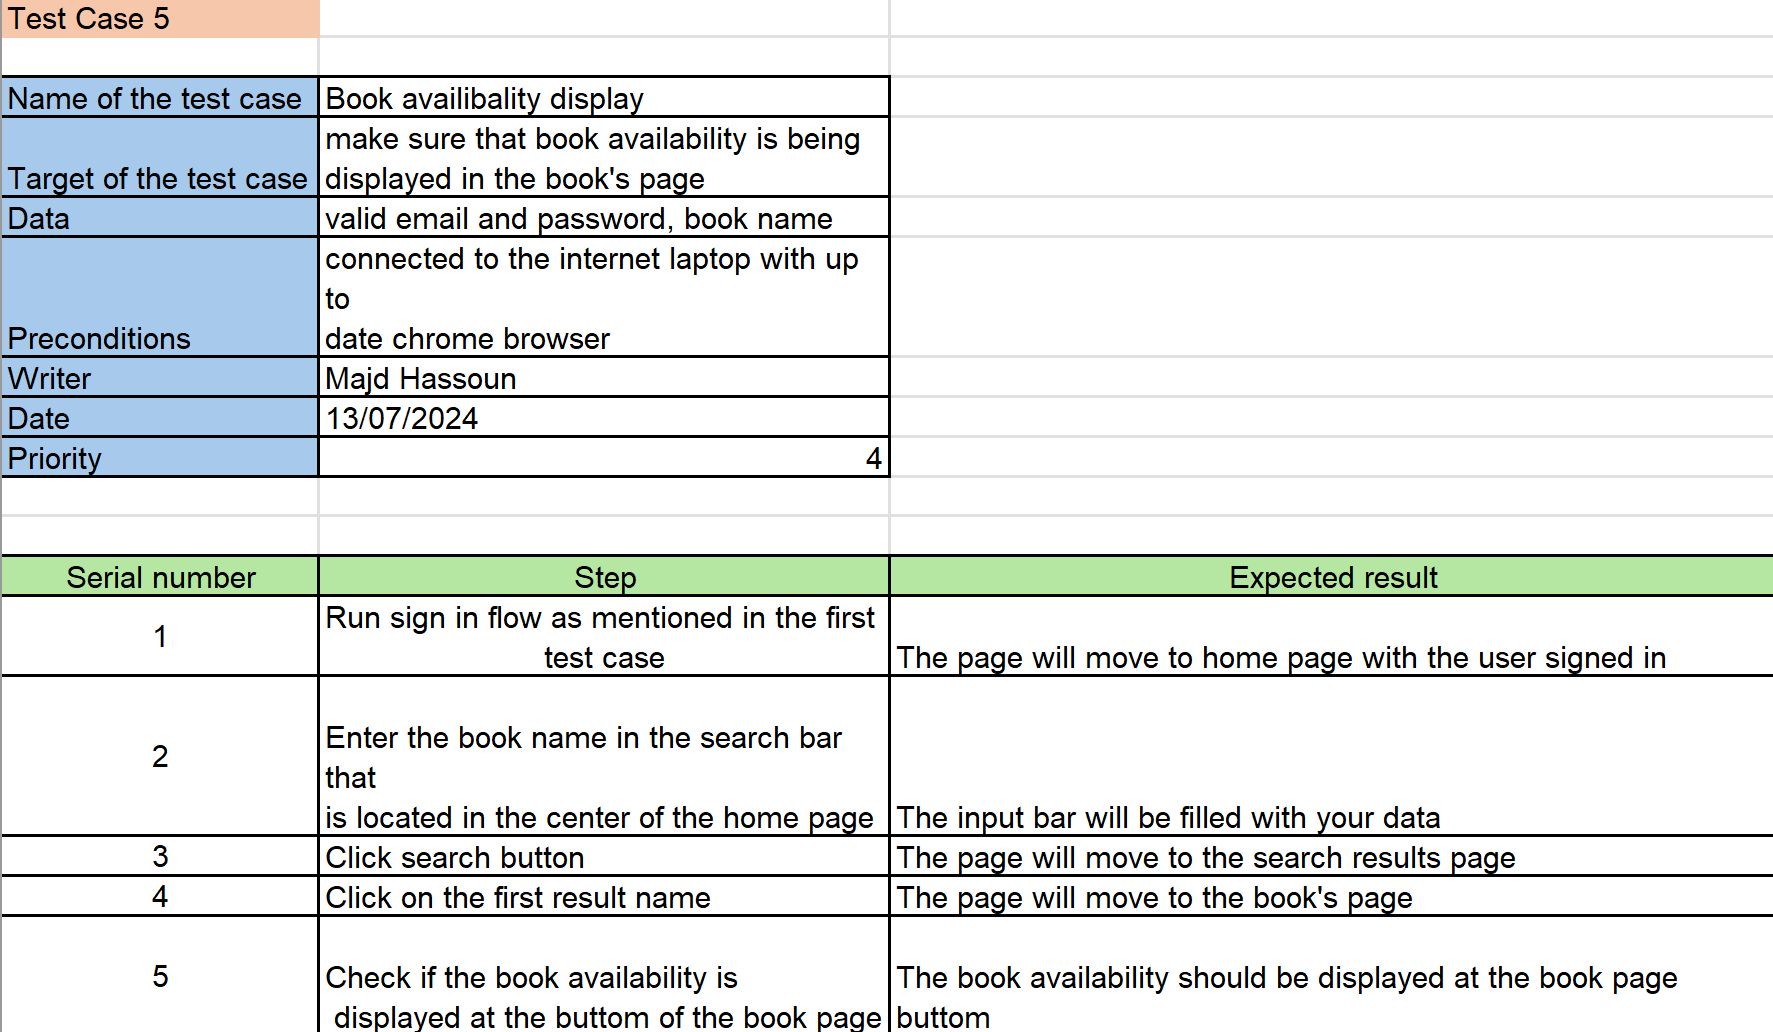 Test Case 5
Name of the test case Book availibality display
make sure that book availability is being
Target of the test case displayed in the book's page
Data valid email and password, book name
connected to the internet laptop with up
to
Preconditions date chrome browser
Writer Majd Hassoun
Date 13/07/2024
Priority 4
Serial number Step Expected result
1 Run sign in flow as mentioned in the first
test case The page will move to home page with the user signed in
2 Enter the book name in the search bar
that
is located in the center of the home page The input bar will be filled with your data
3 Click search button The page will move to the search results page
4 Click on the first result name The page will move to the book's page
5 Check if the book availability is
displayed at the buttom of the book page The book availability should be displayed at the book page
buttom